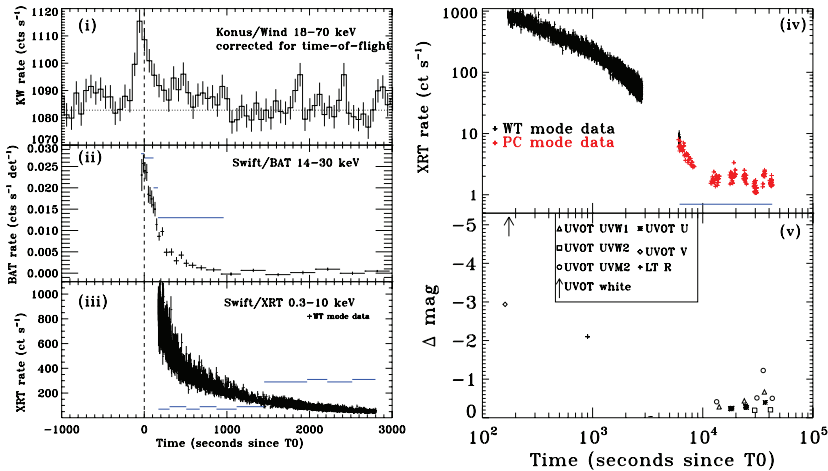 (i)
Konus/Wind 18-70 keV
corrected for time-of-flight
KW rate (cts s⁻¹)
1120
1110
1100
1090
1080
1070
(ii)
Swift/BAT 14-30 keV
BAT rate (cts s⁻¹ det⁻¹)
0.030
0.025
0.020
0.015
0.010
0.005
0.000
(iii)
Swift/XRT 0.3-10 keV
+WT mode data
XRT rate (ct s⁻¹)
1000
800
600
400
200
-1000
0
1000
2000
3000
Time (seconds since T0)
(iv)
XRT rate (ct s⁻¹)
1000
100
10
1
+ WT mode data
+ PC mode data
(v)
Δ mag
-5
-4
-3
-2
-1
0
△ UVOT UVW1
✱ UVOT U
□ UVOT UVW2
◇ UVOT V
○ UVOT UVM2
+ LT R
↑ UVOT white
10²
10³
10⁴
10⁵
Time (seconds since T0)